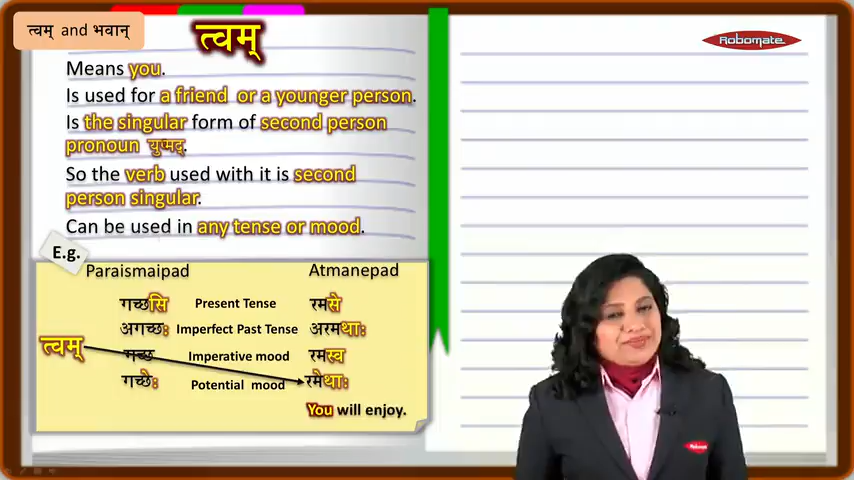 त्वम् and भवान्
त्वम्
Robomate
Means you.
Is used for a friend or a younger person.
Is the singular form of second person
pronoun युष्मद्.
So the verb used with it is second
person singular.
Can be used in any tense or mood.
E.g.
Paraismaipad Atmanepad
गच्छसि Present Tense रमसे
अगच्छः Imperfect Past Tense अरमथाः
त्वम् गच्छ Imperative mood रमस्व
गच्छेः Potential mood रमेथाः
You will enjoy.
Robomate